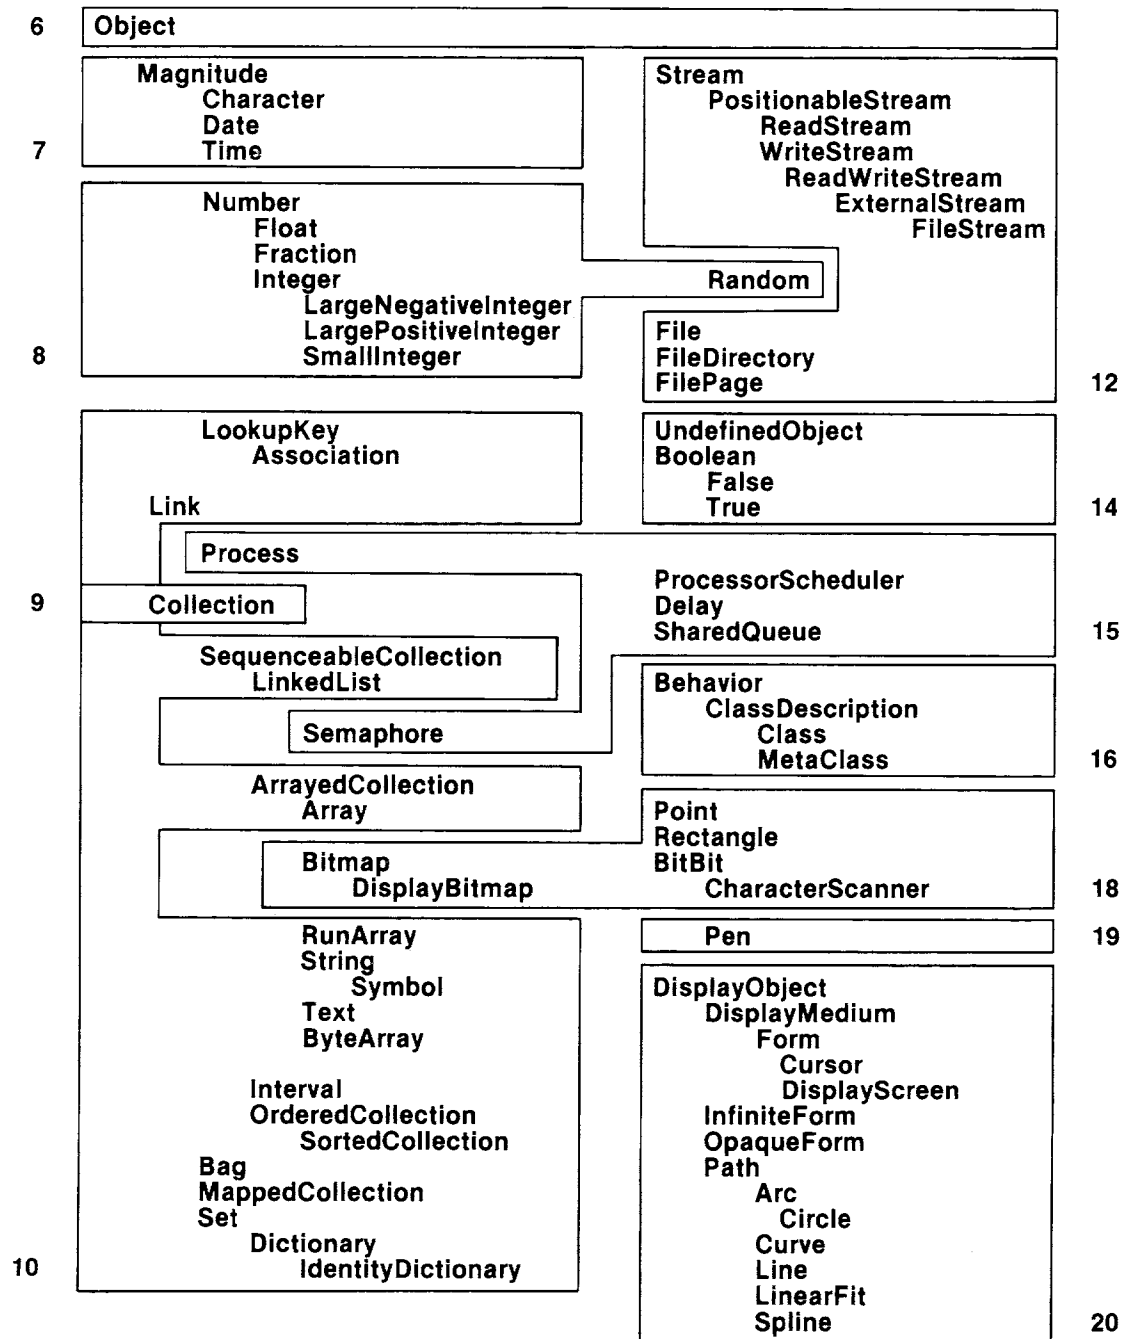 6 Object
Magnitude
Character
Date
7 Time
Number
Float
Fraction
Integer
LargeNegativeInteger
LargePositiveInteger
8 SmallInteger
LookupKey
Association
Link
Process
9 Collection
SequenceableCollection
LinkedList
Semaphore
ArrayedCollection
Array
Bitmap
DisplayBitmap
RunArray
String
Symbol
Text
ByteArray
Interval
OrderedCollection
SortedCollection
Bag
MappedCollection
Set
Dictionary
10 IdentityDictionary
Stream
PositionableStream
ReadStream
WriteStream
ReadWriteStream
ExternalStream
FileStream
Random
File
FileDirectory
FilePage 12
UndefinedObject
Boolean
False
True 14
ProcessorScheduler
Delay
SharedQueue 15
Behavior
ClassDescription
Class
MetaClass 16
Point
Rectangle
BitBit
CharacterScanner 18
Pen 19
DisplayObject
DisplayMedium
Form
Cursor
DisplayScreen
InfiniteForm
OpaqueForm
Path
Arc
Circle
Curve
Line
LinearFit
Spline 20